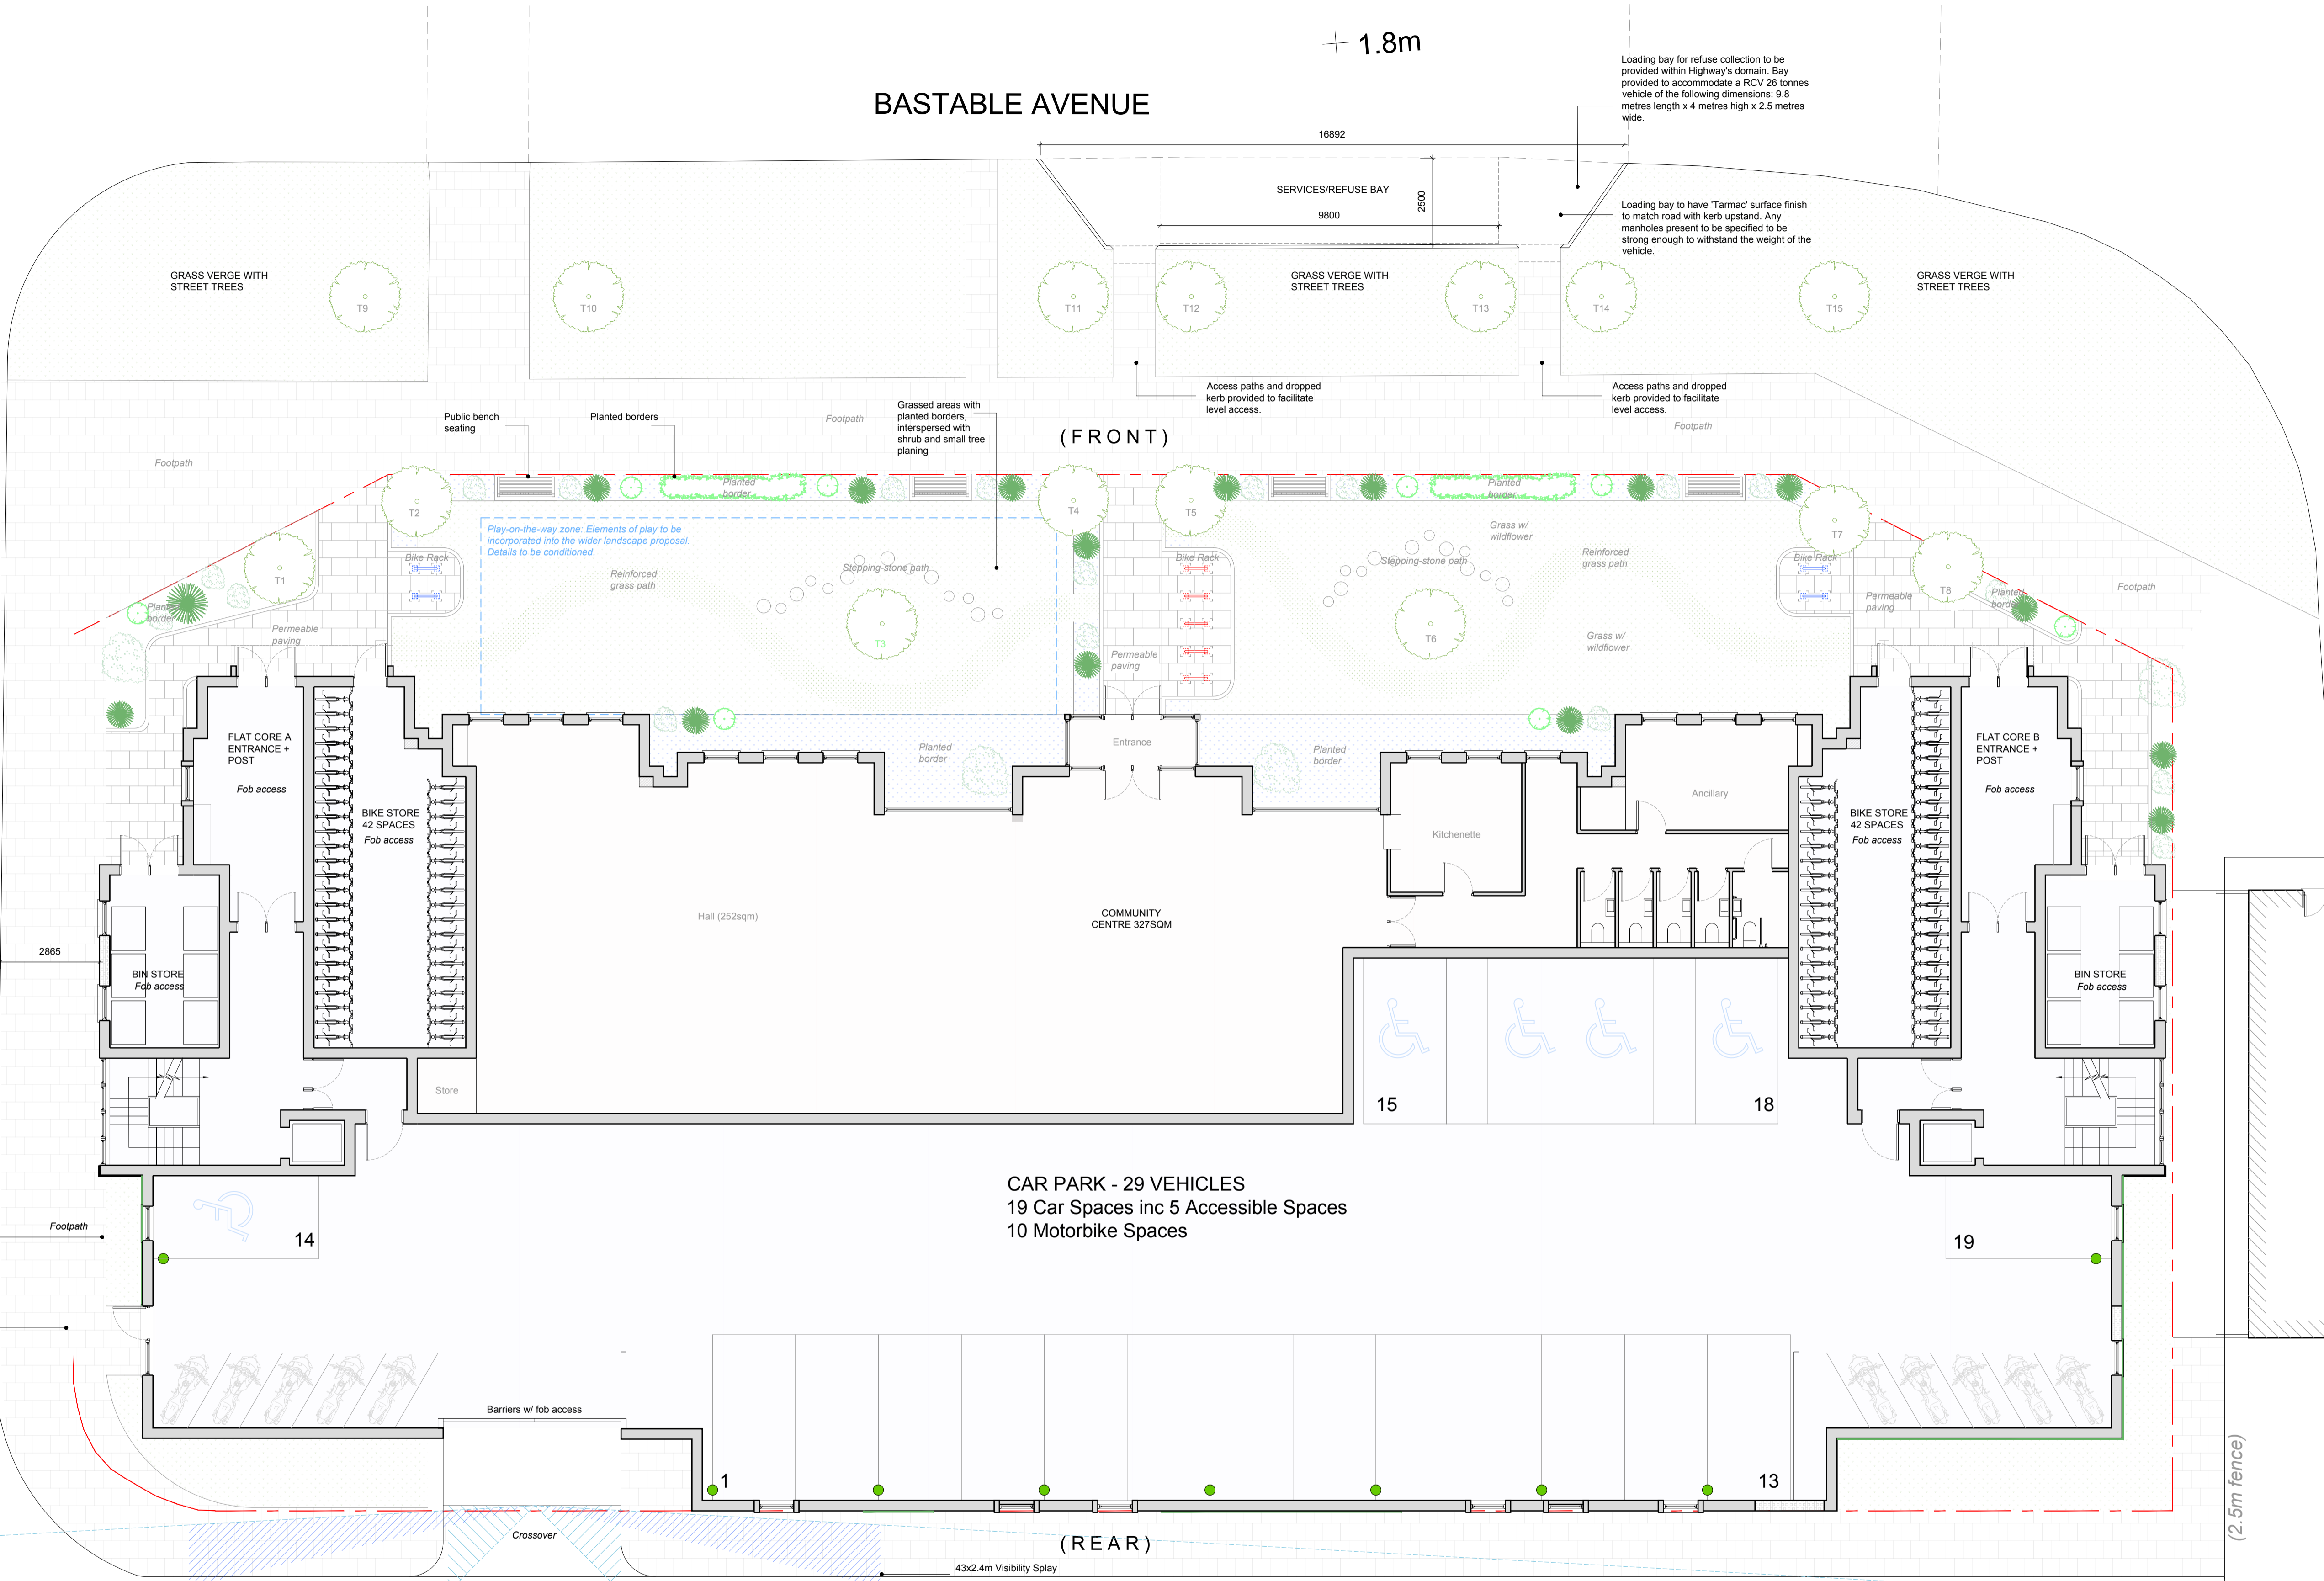 1.8m
BASTABLE AVENUE
Loading bay for refuse collection to be
provided within Highway's domain. Bay
provided to accommodate a RCV 26 tonnes
vehicle of the following dimensions: 9.8
metres length x 4 metres high x 2.5 metres
wide.
16892
SERVICES/REFUSE BAY
2500
9800
Loading bay to have 'Tarmac' surface finish
to match road with kerb upstand. Any
manholes present to be specified to be
strong enough to withstand the weight of the
vehicle.
GRASS VERGE WITH
STREET TREES
GRASS VERGE WITH
STREET TREES
GRASS VERGE WITH
STREET TREES
T9
T10
T11
T12
T13
T14
T15
Access paths and dropped
kerb provided to facilitate
level access.
Access paths and dropped
kerb provided to facilitate
level access.
Public bench
seating
Planted borders
Footpath
Grassed areas with
planted borders,
interspersed with
shrub and small tree
planing
(FRONT)
Footpath
Footpath
Planted
border
Planted
border
T2
T4
T5
T7
Play-on-the-way zone: Elements of play to be
incorporated into the wider landscape proposal.
Details to be conditioned.
Grass w/
wildflower
Bike Rack
Bike Rack
Bike Rack
T1
Reinforced
grass path
Stepping-stone path
Stepping-stone path
Reinforced
grass path
T8
Footpath
Planted
border
Permeable
paving
T3
T6
Permeable
paving
Planted
border
Grass w/
wildflower
Permeable
paving
FLAT CORE A
ENTRANCE +
POST
Fob access
Planted
border
Entrance
Planted
border
FLAT CORE B
ENTRANCE +
POST
Fob access
BIKE STORE
42 SPACES
Fob access
Kitchenette
Ancillary
BIKE STORE
42 SPACES
Fob access
Hall (252sqm)
COMMUNITY
CENTRE 327SQM
2865
BIN STORE
Fob access
BIN STORE
Fob access
Store
15
18
CAR PARK - 29 VEHICLES
19 Car Spaces inc 5 Accessible Spaces
10 Motorbike Spaces
Footpath
14
19
Barriers w/ fob access
1
13
Crossover
(REAR)
43x2.4m Visibility Splay
(2.5m fence)